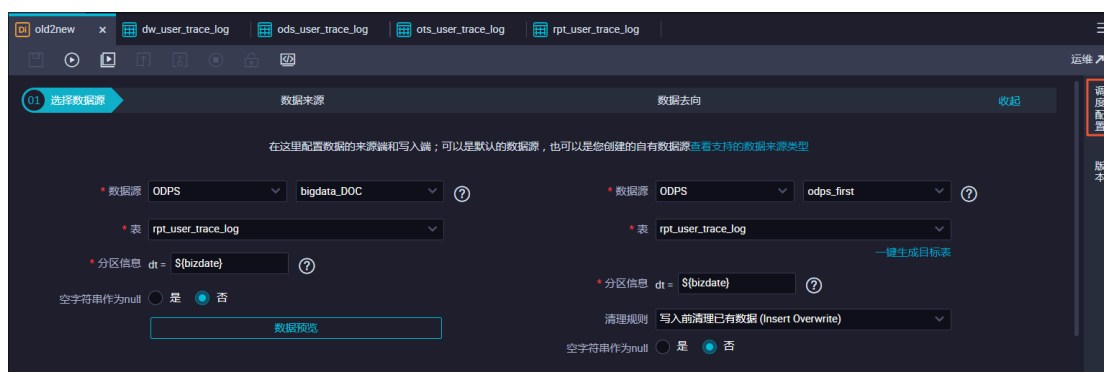 Di old2new x dw_user_trace_log ods_user_trace_log ots_user_trace_log rpt_user_trace_log
运维
01 选择数据源 数据来源 数据去向 收起
调度配置
版本
在这里配置数据的来源端和写入端；可以是默认的数据源，也可以是您创建的自有数据源查看支持的数据来源类型
* 数据源 ODPS bigdata_DOC ? * 数据源 ODPS odps_first ?
* 表 rpt_user_trace_log * 表 rpt_user_trace_log
一键生成目标表
* 分区信息 dt = ${bizdate} ?
* 分区信息 dt = ${bizdate} ?
空字符串作为null 是 否
清理规则 写入前清理已有数据 (Insert Overwrite)
数据预览
空字符串作为null 是 否